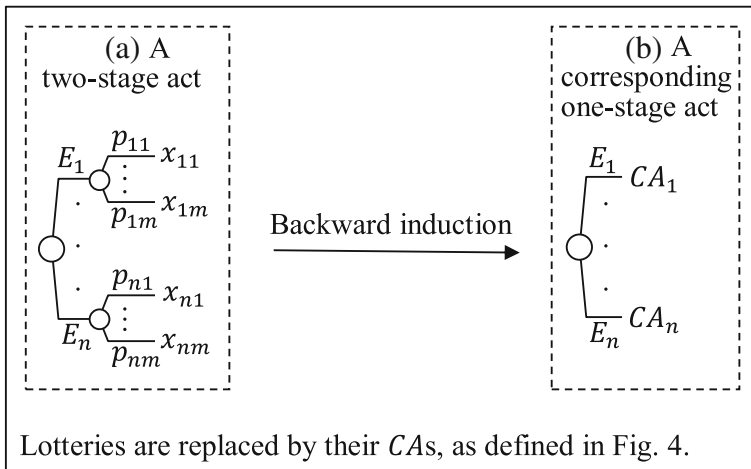 (a) A
two-stage act
E₁
p₁₁
x₁₁
p₁ₘ
x₁ₘ
Eₙ
pₙ₁
xₙ₁
pₙₘ
xₙₘ
Backward induction
(b) A
corresponding
one-stage act
E₁
CA₁
Eₙ
CAₙ
Lotteries are replaced by their CAs, as defined in Fig. 4.